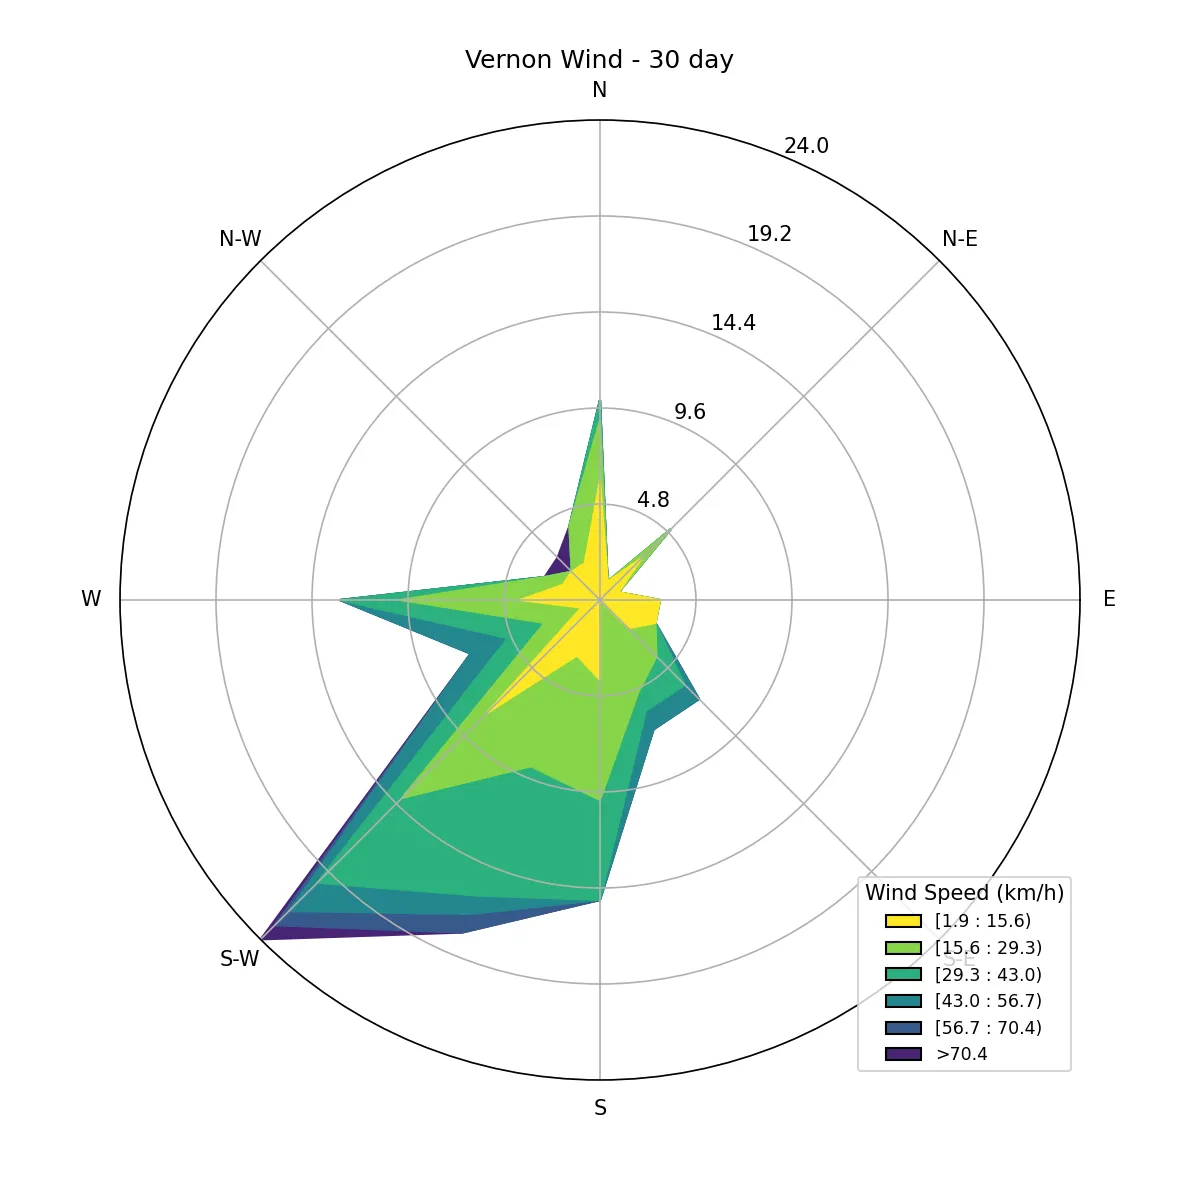 Vernon Wind - 30 day
N
24.0
19.2
N-W
N-E
14.4
9.6
4.8
W
E
Wind Speed (km/h)
[1.9 : 15.6)
[15.6 : 29.3)
S-W
S-E
[29.3 : 43.0)
[43.0 : 56.7)
[56.7 : 70.4)
>70.4
S